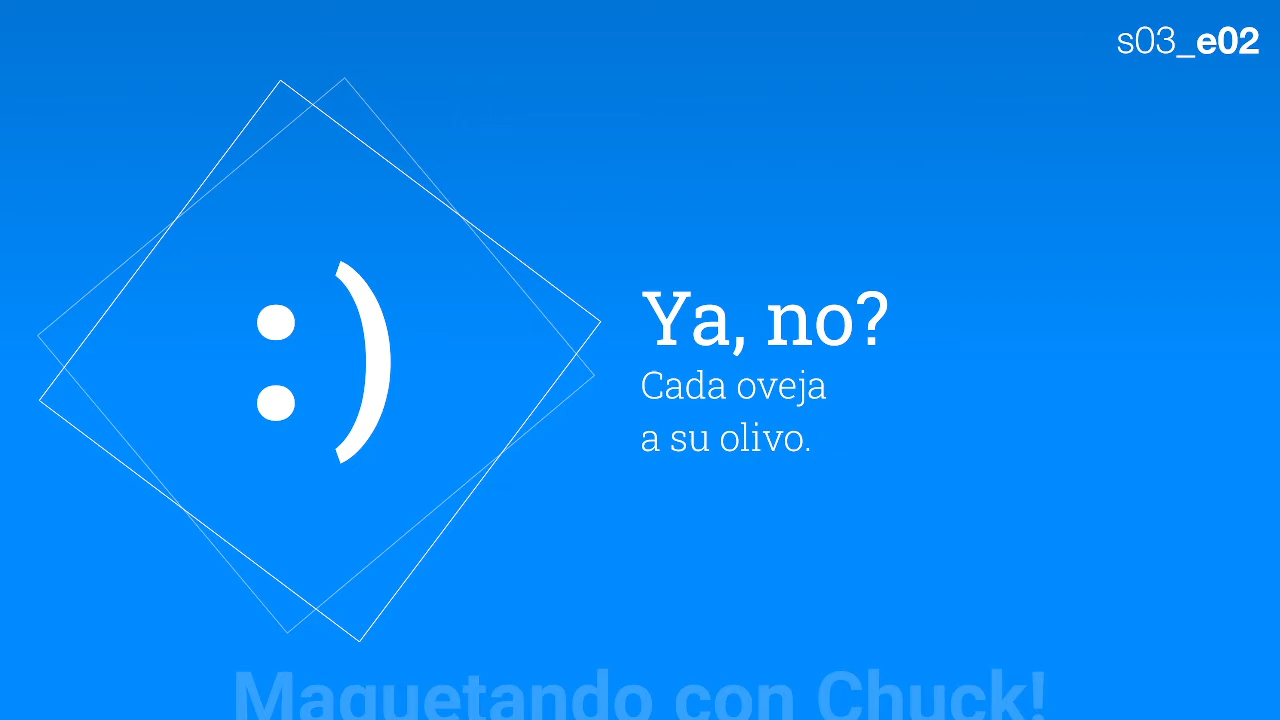 s03_e02
:)
Ya, no?
Cada oveja
a su olivo.
Maquetando con Chuck!